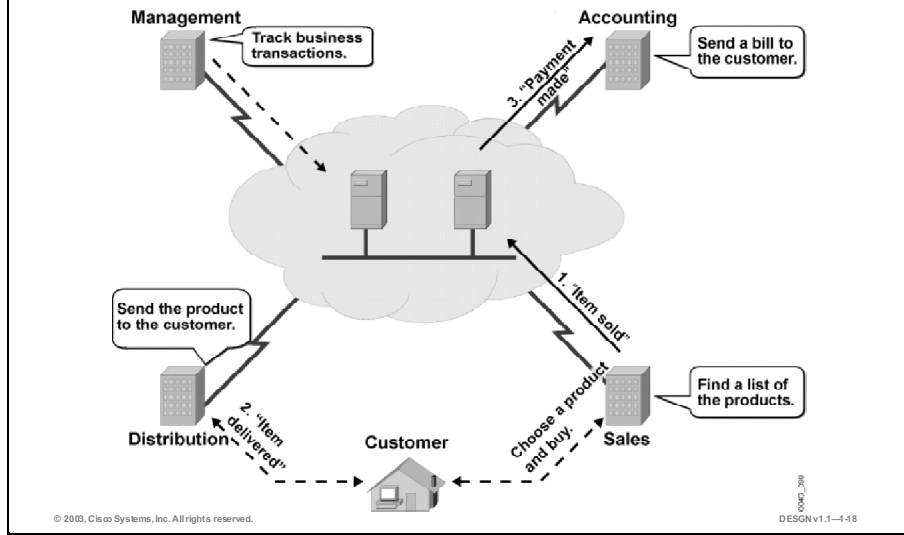 Management
Track business
transactions.
Accounting
Send a bill to
the customer.
3. "Payment
made"
1. "Item sold"
Send the product
to the customer.
Find a list of
the products.
Choose a product
and buy.
2. "Item
delivered"
Distribution
Customer
Sales
© 2003, Cisco Systems, Inc. All rights reserved.
DESGN v1.1—1-18